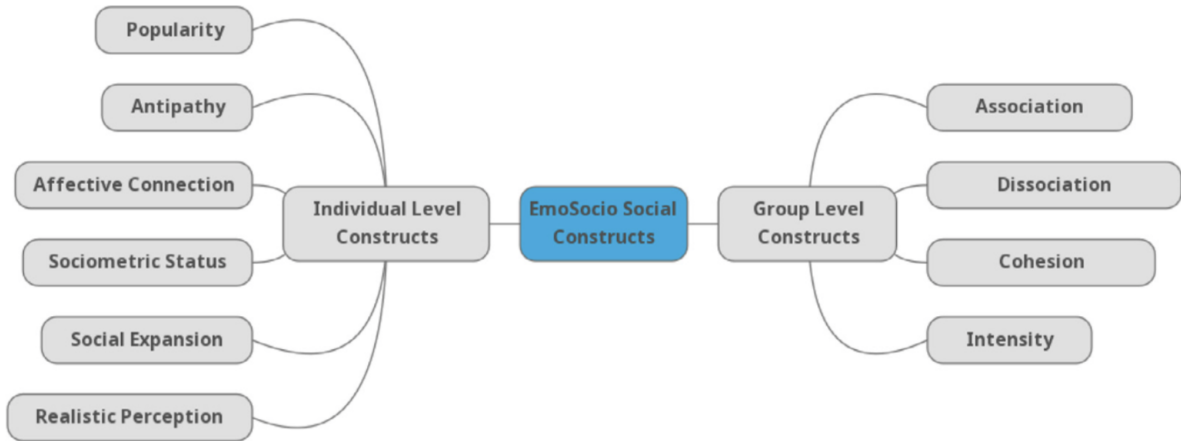 Popularity
Antipathy
Affective Connection
Sociometric Status
Social Expansion
Realistic Perception
Individual Level
Constructs
EmoSocio Social
Constructs
Group Level
Constructs
Association
Dissociation
Cohesion
Intensity